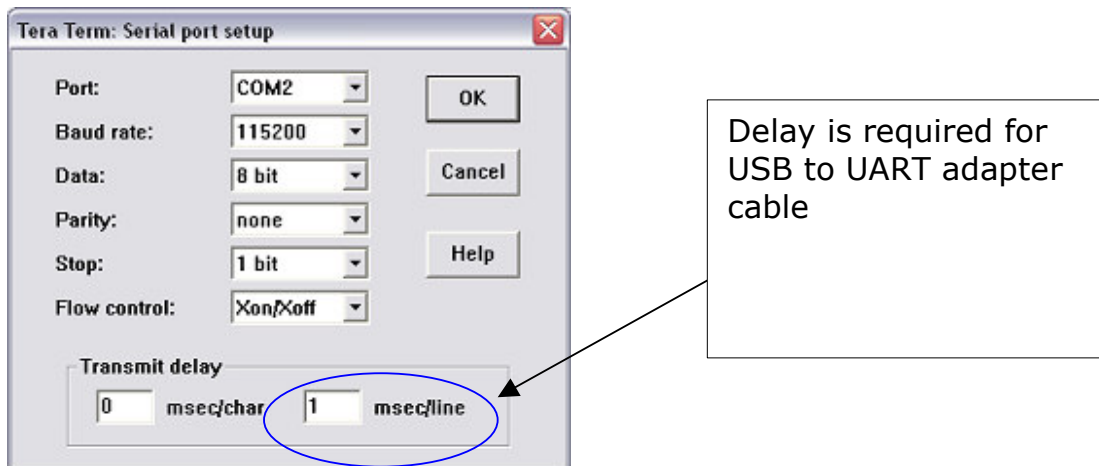 Tera Term: Serial port setup
Port: COM2
OK
Baud rate: 115200
Data: 8 bit
Cancel
Parity: none
Stop: 1 bit
Help
Flow control: Xon/Xoff
Transmit delay
0 msec/char 1 msec/line
Delay is required for
USB to UART adapter
cable